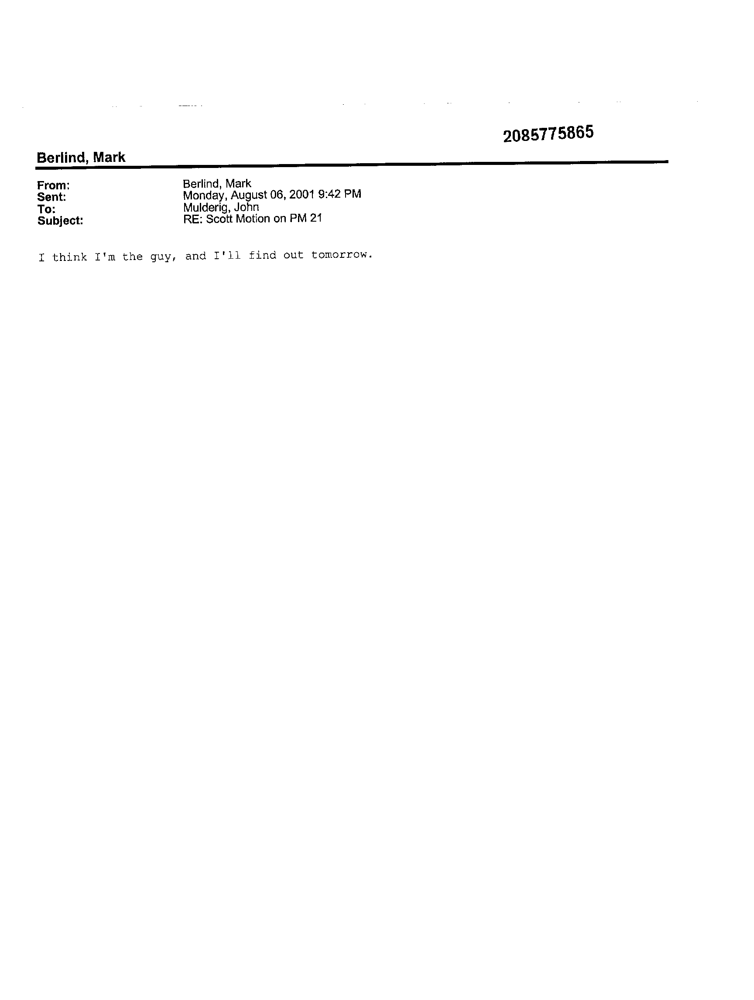 2085775865
Berlind, Mark
From: Berlind, Mark
Sent: Monday, August 06, 2001 9:42 PM
To: Mulderig, John
Subject: RE: Scott Motion on PM 21
I think I'm the guy, and I'll find out tomorrow.